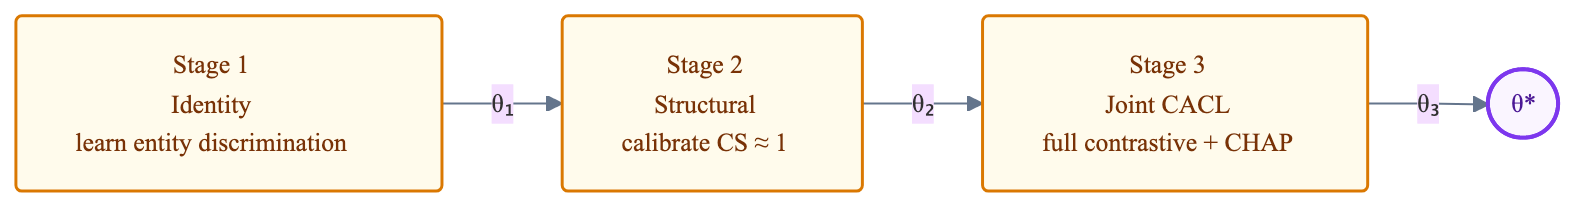 Stage 1
Identity
learn entity discrimination
θ₁
Stage 2
Structural
calibrate CS ≈ 1
θ₂
Stage 3
Joint CACL
full contrastive + CHAP
θ₃
θ*